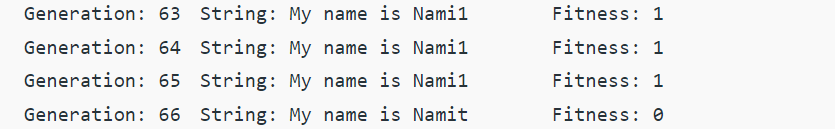 Generation: 63 String: My name is Nami1 Fitness: 1
Generation: 64 String: My name is Nami1 Fitness: 1
Generation: 65 String: My name is Nami1 Fitness: 1
Generation: 66 String: My name is Namit Fitness: 0